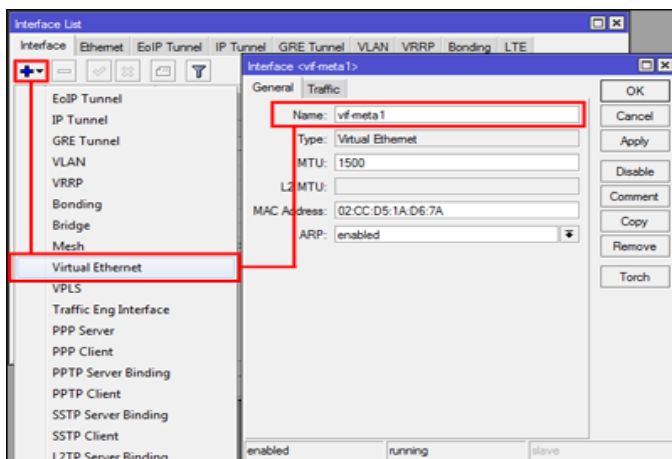 Interface List
Interface Ethernet EoIP Tunnel IP Tunnel GRE Tunnel VLAN VRRP Bonding LTE
EoIP Tunnel
IP Tunnel
GRE Tunnel
VLAN
VRRP
Bonding
Bridge
Mesh
Virtual Ethernet
VPLS
Traffic Eng Interface
PPP Server
PPP Client
PPTP Server Binding
PPTP Client
SSTP Server Binding
SSTP Client
L2TP Server Binding
Interface <vif-meta1>
General Traffic
Name: vif-meta1
Type: Virtual Ethernet
MTU: 1500
L2 MTU:
MAC Address: 02:CC:D5:1A:D6:7A
ARP: enabled
OK
Cancel
Apply
Disable
Comment
Copy
Remove
Torch
enabled running slave